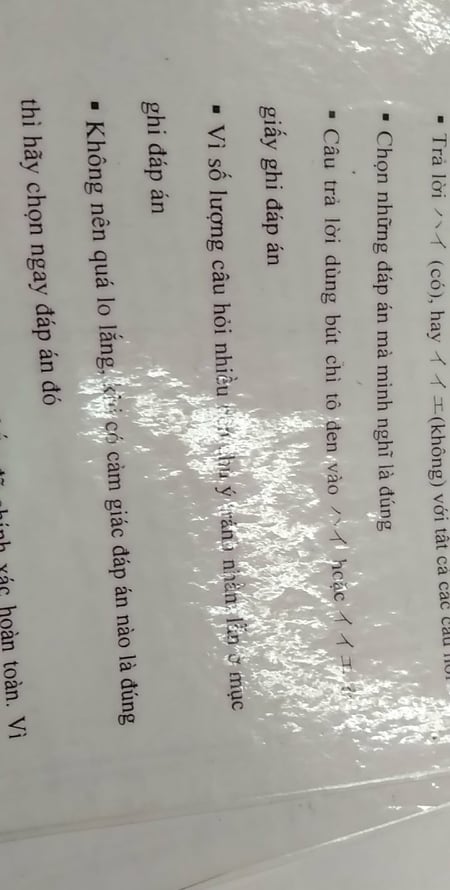 ▪ Trả lời ハイ (có), hay イイエ(không) với tất cả các câu hỏi
▪ Chọn những đáp án mà mình nghĩ là đúng
▪ Câu trả lời dùng bút chì tô đen vào ハイ hoặc イイエ
giấy ghi đáp án
▪ Vì số lượng câu hỏi nhiều chú ý tránh nhầm lẫn ở mục
ghi đáp án
▪ Không nên quá lo lắng, có cảm giác đáp án nào là đúng
thì hãy chọn ngay đáp án đó
chính xác hoàn toàn. Vì